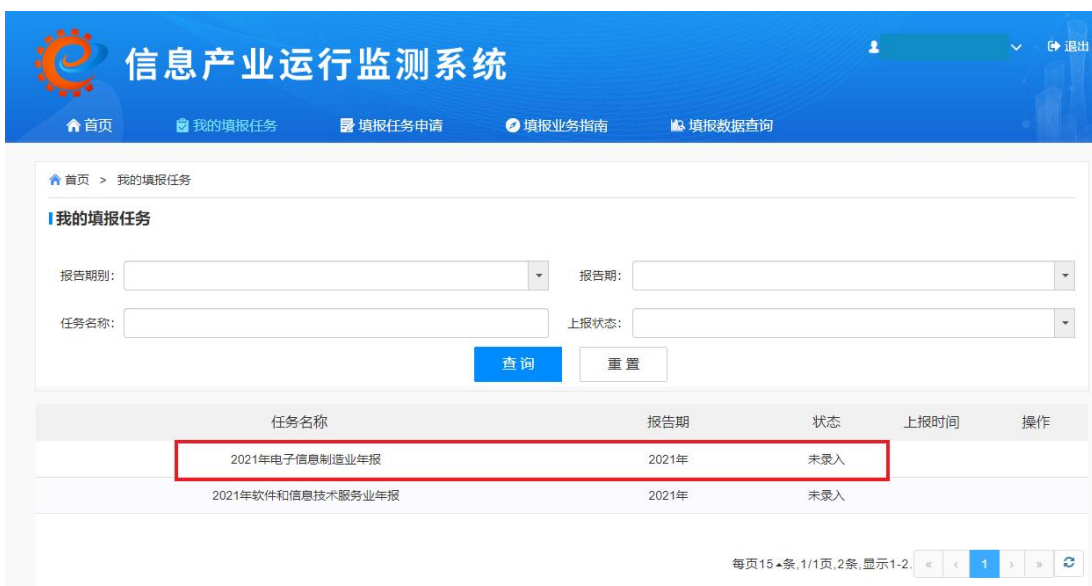 信息产业运行监测系统
退出
首页 我的填报任务 填报任务申请 填报业务指南 填报数据查询
首页 > 我的填报任务
我的填报任务
报告期别： 报告期：
任务名称： 上报状态：
查询 重置
任务名称 报告期 状态 上报时间 操作
2021年电子信息制造业年报 2021年 未录入
2021年软件和信息技术服务业年报 2021年 未录入
每页15条,1/1页,2条,显示1-2. « ‹ 1 › »